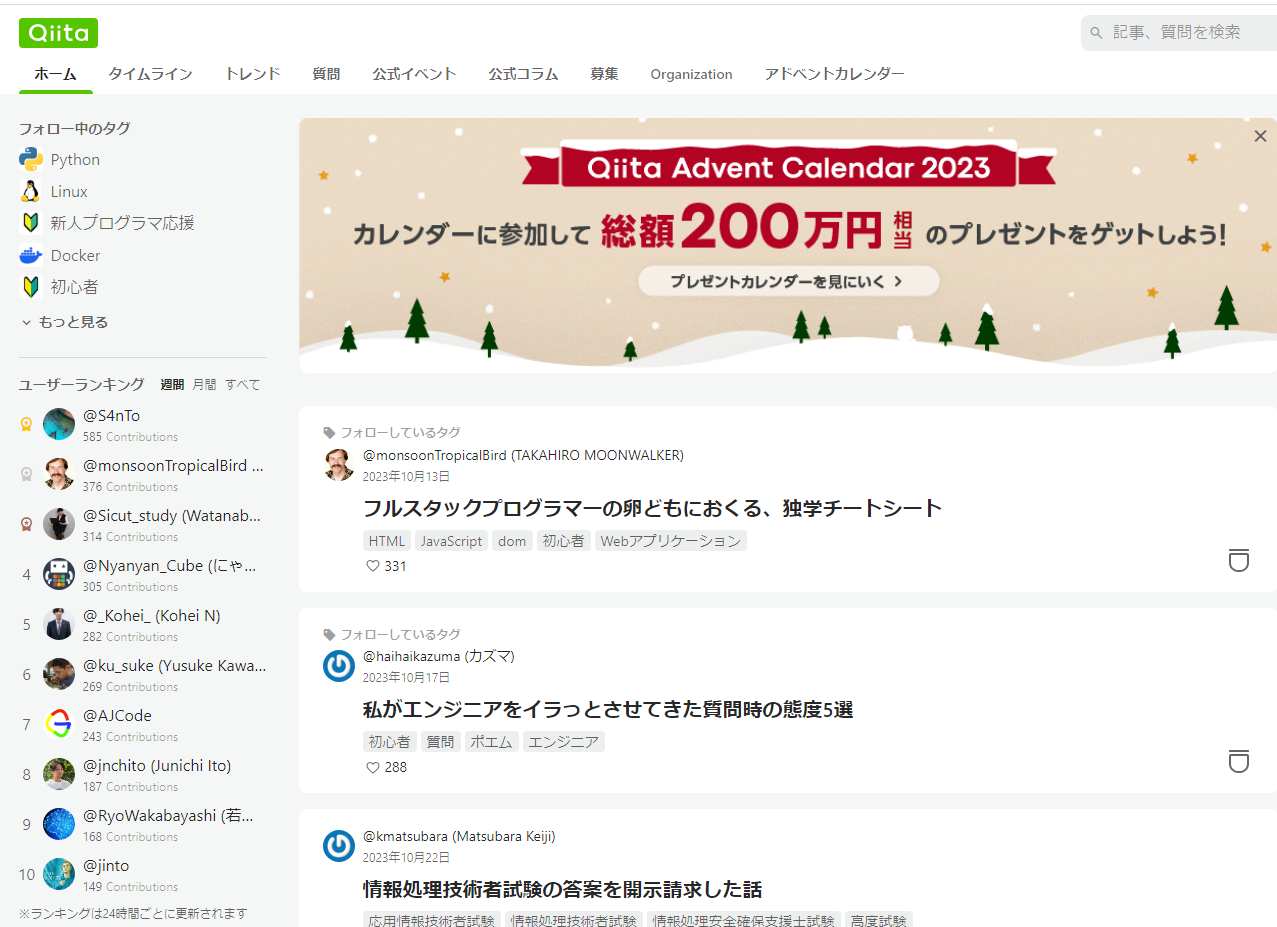 Qiita
記事、質問を検索
ホーム タイムライン トレンド 質問 公式イベント 公式コラム 募集 Organization アドベントカレンダー
フォロー中のタグ
Python
Linux
新人プログラマ応援
Docker
初心者
もっと見る
ユーザーランキング 週間 月間 すべて
@S4nTo
585 Contributions
@monsoonTropicalBird ...
376 Contributions
@Sicut_study (Watanab...
314 Contributions
4 @Nyanyan_Cube (にゃ...
305 Contributions
5 @_Kohei_ (Kohei N)
282 Contributions
6 @ku_suke (Yusuke Kawa...
269 Contributions
7 @AJCode
243 Contributions
8 @jnchito (Junichi Ito)
187 Contributions
9 @RyoWakabayashi (若...
168 Contributions
10 @jinto
149 Contributions
※ランキングは24時間ごとに更新されます
Qiita Advent Calendar 2023
カレンダーに参加して 総額200万円相当 のプレゼントをゲットしよう!
プレゼントカレンダーを見にいく
フォローしているタグ
@monsoonTropicalBird (TAKAHIRO MOONWALKER)
2023年10月13日
フルスタックプログラマーの卵どもにおくる、独学チートシート
HTML JavaScript dom 初心者 Webアプリケーション
331
フォローしているタグ
@haihaikazuma (カズマ)
2023年10月17日
私がエンジニアをイラっとさせてきた質問時の態度5選
初心者 質問 ポエム エンジニア
288
@kmatsubara (Matsubara Keiji)
2023年10月22日
情報処理技術者試験の答案を開示請求した話
応用情報技術者試験 情報処理技術者試験 情報処理安全確保支援士試験 高度試験